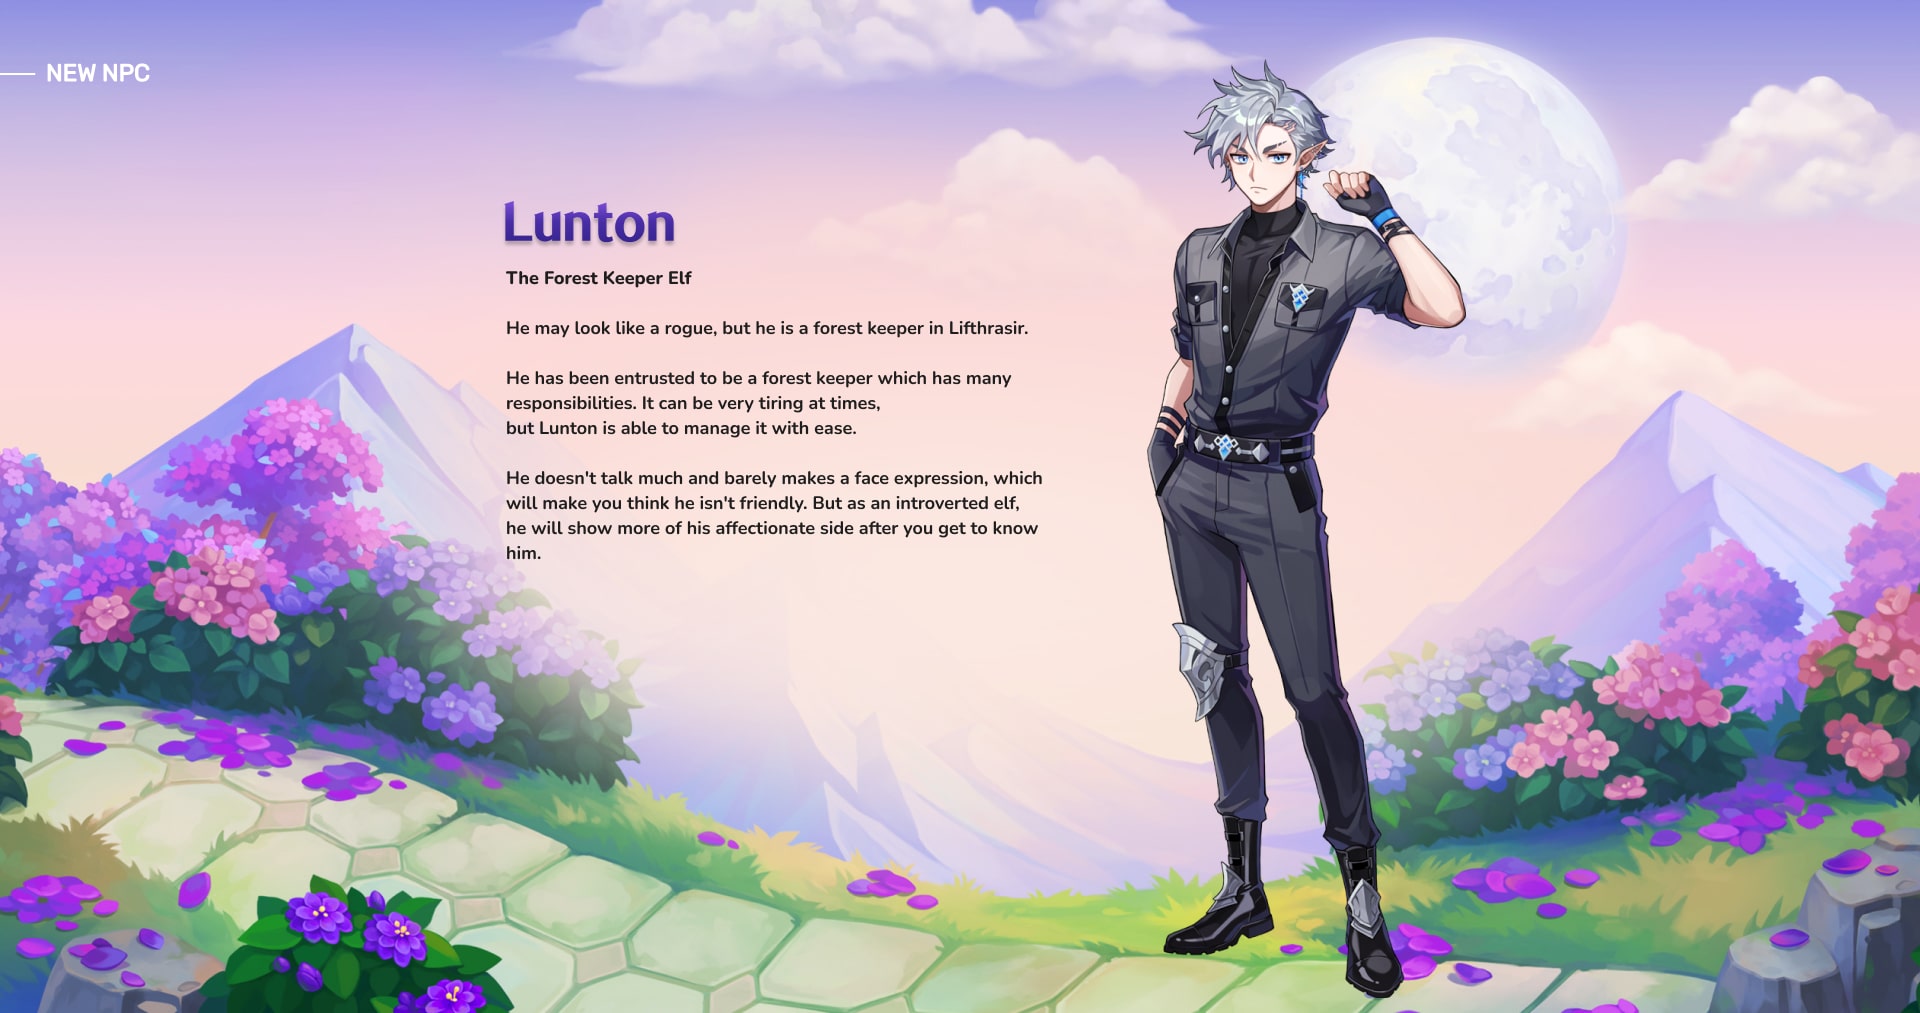 NEW NPC
Lunton
The Forest Keeper Elf
He may look like a rogue, but he is a forest keeper in Lifthrasir.
He has been entrusted to be a forest keeper which has many
responsibilities. It can be very tiring at times,
but Lunton is able to manage it with ease.
He doesn't talk much and barely makes a face expression, which
will make you think he isn't friendly. But as an introverted elf,
he will show more of his affectionate side after you get to know
him.